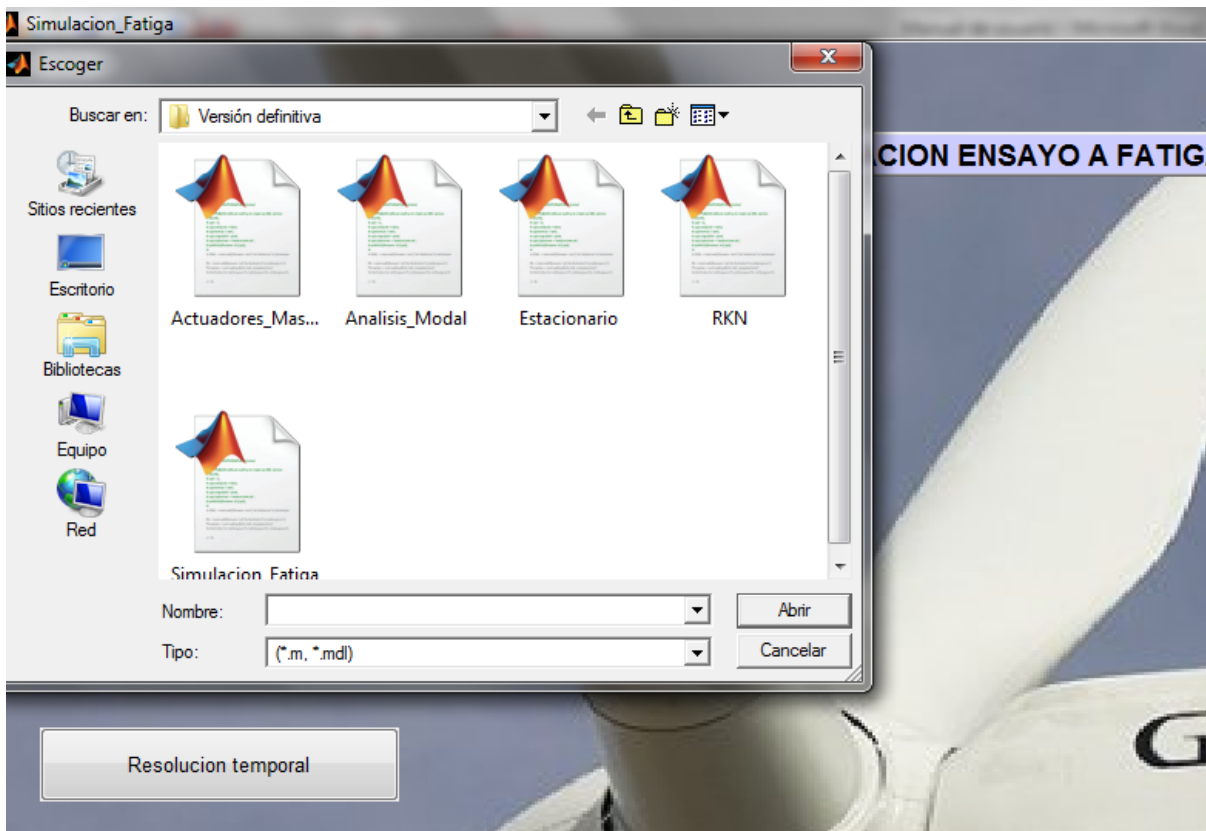 Simulacion_Fatiga
Escoger
Buscar en: Versión definitiva
CION ENSAYO A FATIG
Sitios recientes
Escritorio
Bibliotecas
Equipo
Red
Actuadores_Mas... Analisis_Modal Estacionario RKN
Simulacion_Fatiga
Nombre: Abrir
Tipo: (*.m, *.mdl) Cancelar
Resolucion temporal
G